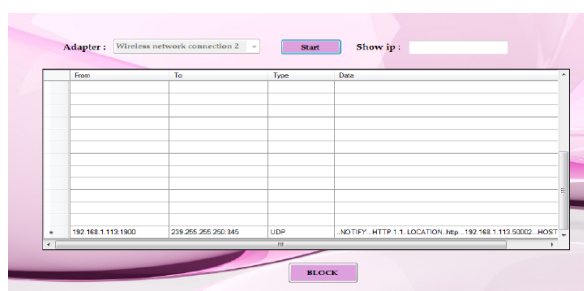 Adapter : Wireless network connection 2 Start Show ip :
From To Type Data
192.168.1.113:1900 239.255.255.250:345 UDP ..NOTIFY...HTTP 1.1..LOCATION..http...192.168.1.113.50002...HOST
BLOCK